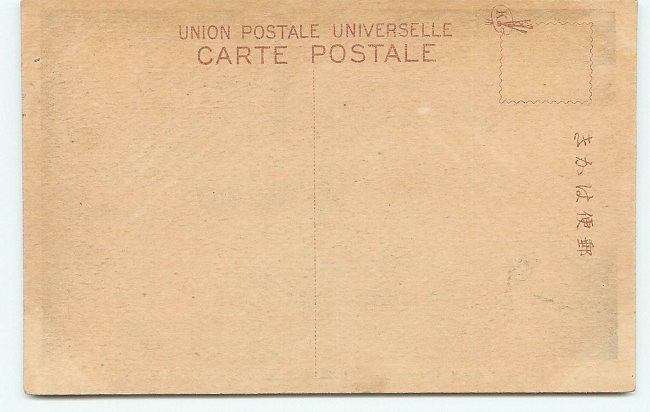 UNION POSTALE UNIVERSELLE
CARTE POSTALE
K
郵便はかき